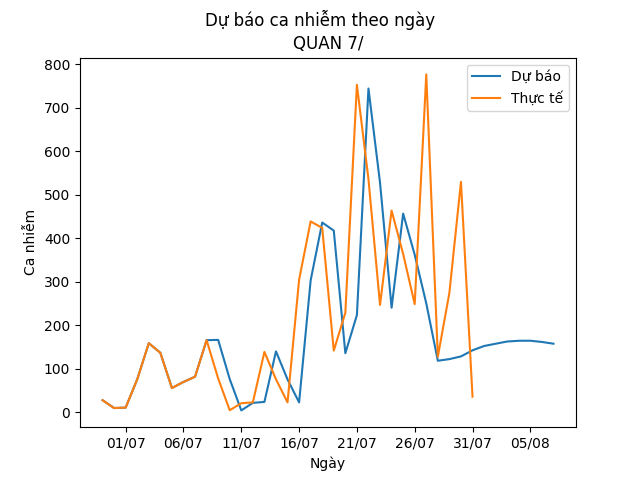 Dự báo ca nhiễm theo ngày
QUAN 7/
Dự báo
Thực tế
Ca nhiễm
800
700
600
500
400
300
200
100
0
01/07 06/07 11/07 16/07 21/07 26/07 31/07 05/08
Ngày